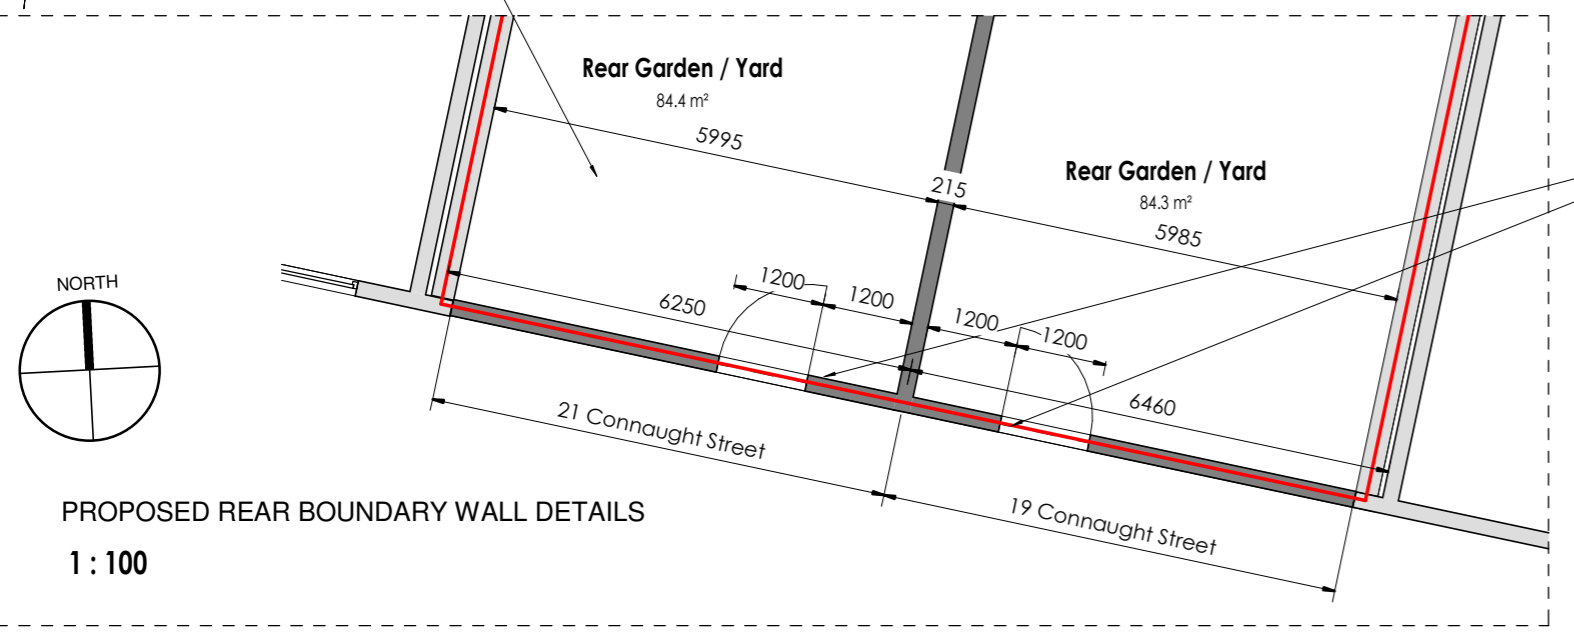 Rear Garden / Yard
84.4 m²
5995
215
Rear Garden / Yard
84.3 m²
5985
NORTH
6250
1200
1200
1200
1200
6460
21 Connaught Street
19 Connaught Street
PROPOSED REAR BOUNDARY WALL DETAILS
1 : 100